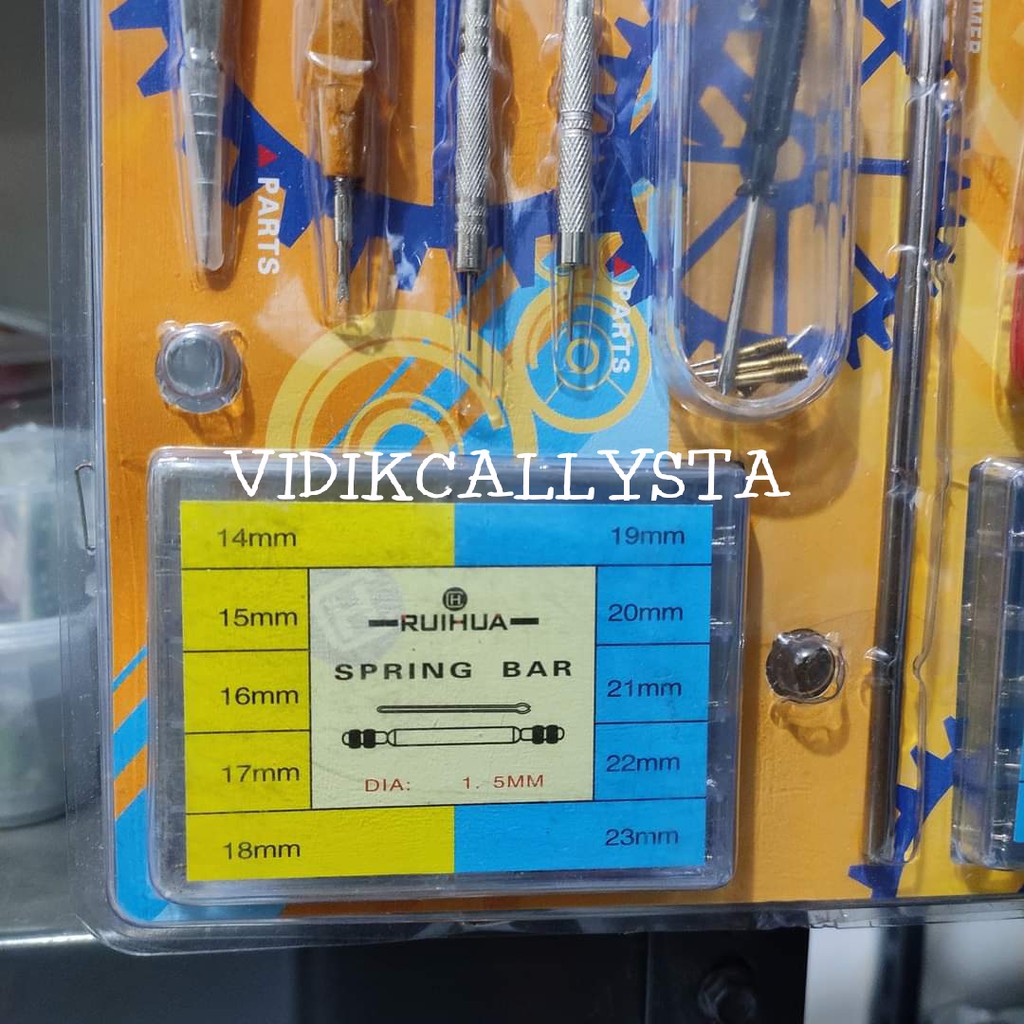 MER
PARTS
PARTS
VIDIKCALLYSTA
14mm
19mm
15mm
20mm
RUIHUA
SPRING BAR
16mm
21mm
17mm
22mm
DIA: 1. 5MM
18mm
23mm